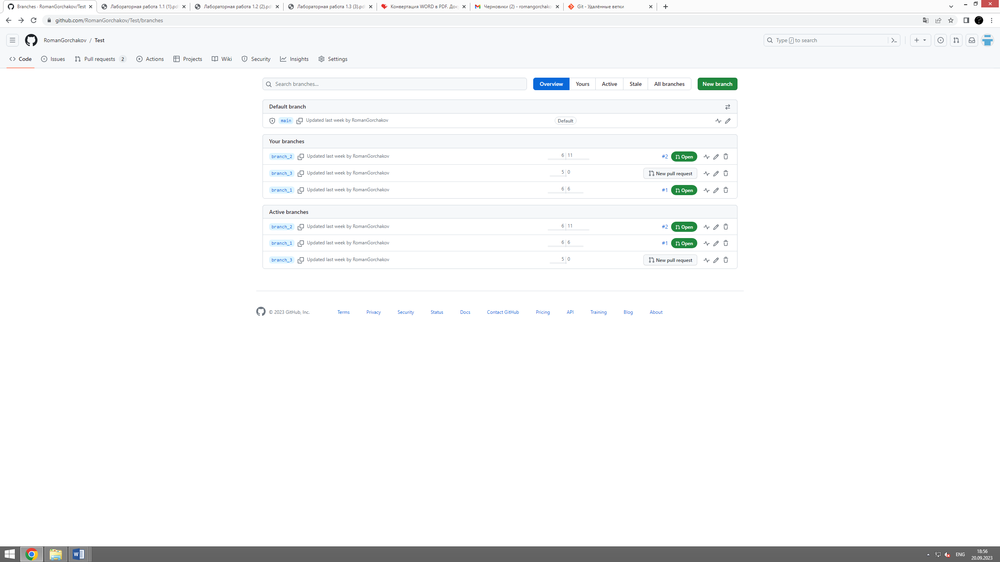 Branches · RomanGorchakov/Test
Лабораторная работа 1.1 (1).pd
Лабораторная работа 1.2 (2).pd
Лабораторная работа 1.3 (3).pd
Конвертация WORD в PDF. Док
Черновики (2) - romangorchako
Git - Удалённые ветки
github.com/RomanGorchakov/Test/branches
RomanGorchakov / Test
Type / to search
Code
Issues
Pull requests 2
Actions
Projects
Wiki
Security
Insights
Settings
Search branches...
Overview
Yours
Active
Stale
All branches
New branch
Default branch
main Updated last week by RomanGorchakov Default
Your branches
branch_2 Updated last week by RomanGorchakov 6 11 #2 Open
branch_3 Updated last week by RomanGorchakov 5 0 New pull request
branch_1 Updated last week by RomanGorchakov 6 6 #1 Open
Active branches
branch_2 Updated last week by RomanGorchakov 6 11 #2 Open
branch_1 Updated last week by RomanGorchakov 6 6 #1 Open
branch_3 Updated last week by RomanGorchakov 5 0 New pull request
© 2023 GitHub, Inc.
Terms
Privacy
Security
Status
Docs
Contact GitHub
Pricing
API
Training
Blog
About
ENG
18:56
20.09.2023